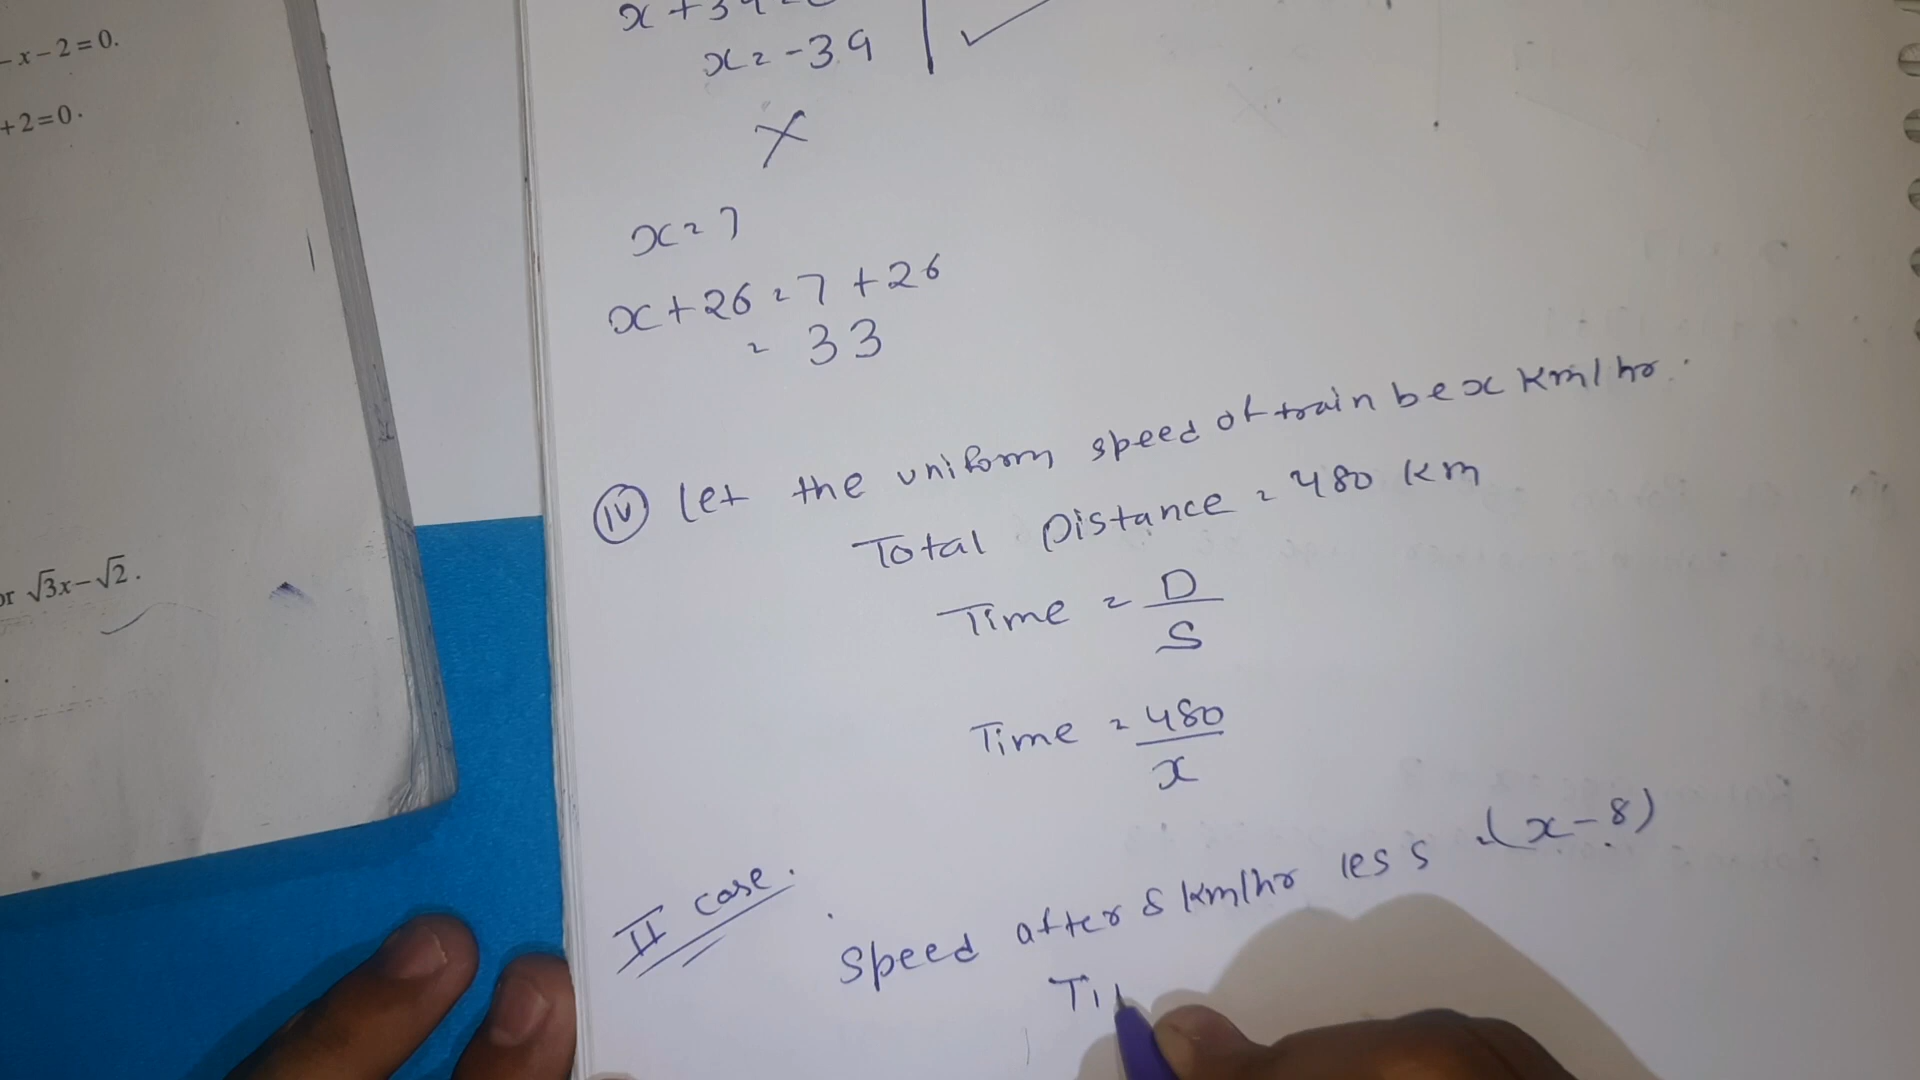 -x-2=0.
+2=0.
or √3x-√2.
x=-39
x=7
x+26=7+26
= 33
(iv) Let the uniform speed of train be x Km/hr.
Total Distance = 480 Km
Time = D/S
Time = 480/x
II case.
Speed after 8 km/hr less (x-8)
Ti